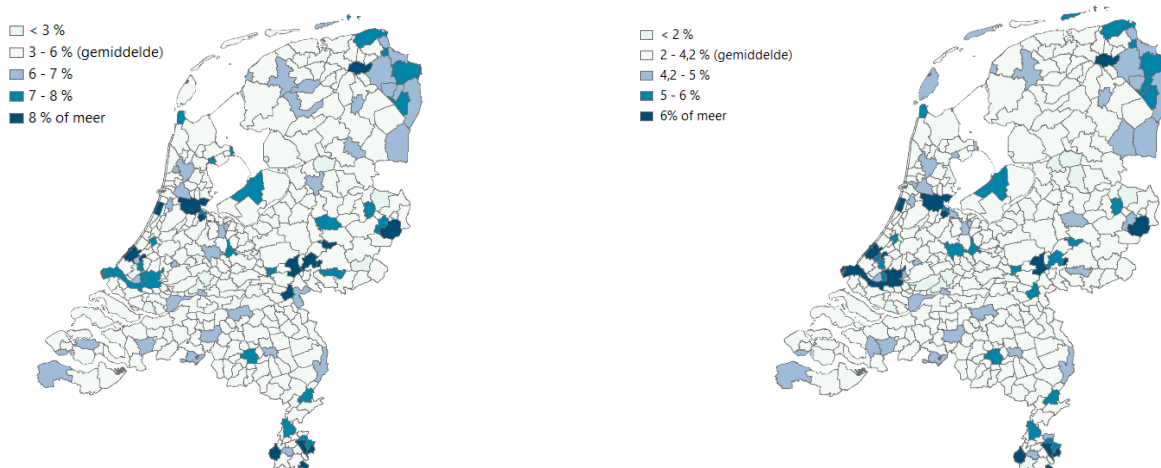 < 3 %
3 - 6 % (gemiddelde)
6 - 7 %
7 - 8 %
8 % of meer
< 2 %
2 - 4,2 % (gemiddelde)
4,2 - 5 %
5 - 6 %
6% of meer